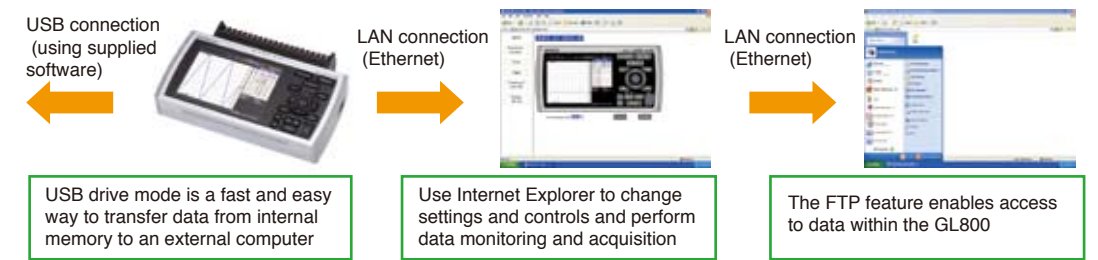 USB connection
(using supplied
software)
LAN connection
(Ethernet)
LAN connection
(Ethernet)
USB drive mode is a fast and easy
way to transfer data from internal
memory to an external computer
Use Internet Explorer to change
settings and controls and perform
data monitoring and acquisition
The FTP feature enables access
to data within the GL800